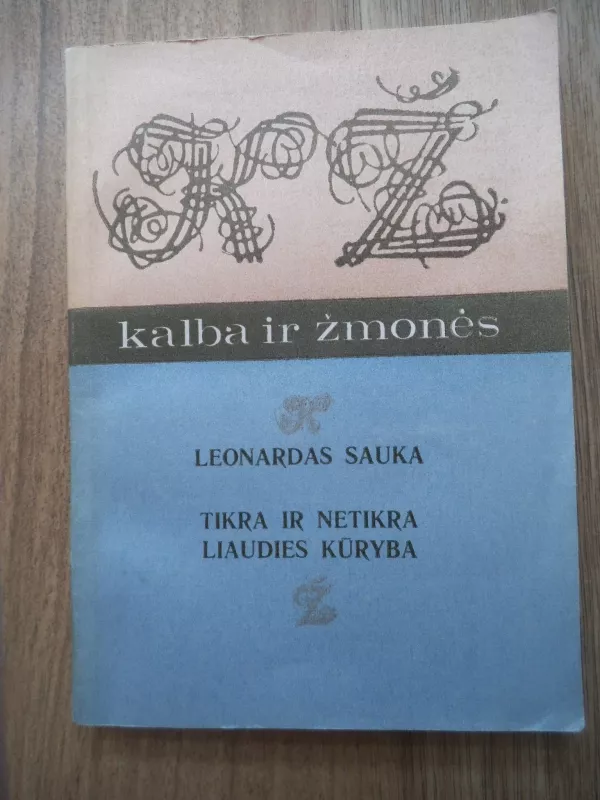 K Ž
kalba ir žmonės
K
LEONARDAS SAUKA
TIKRA IR NETIKRA
LIAUDIES KŪRYBA
Ž